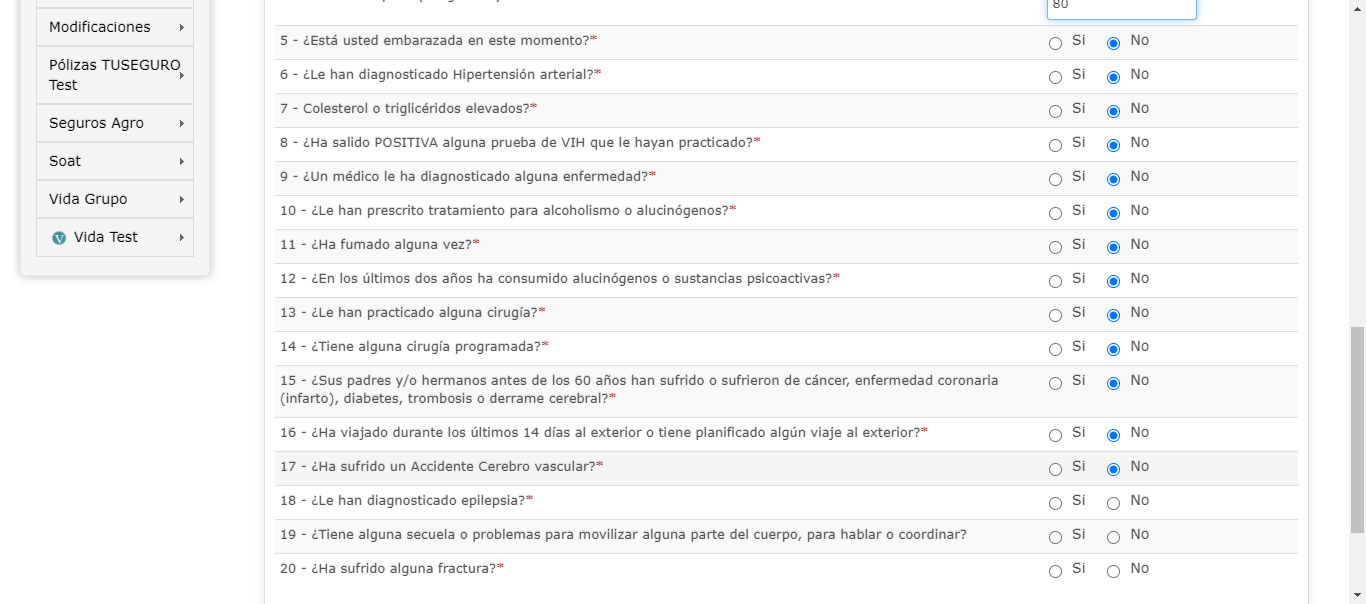 80
Modificaciones
Pólizas TUSEGURO
Test
Seguros Agro
Soat
Vida Grupo
Vida Test
5 - ¿Está usted embarazada en este momento?* Si No
6 - ¿Le han diagnosticado Hipertensión arterial?* Si No
7 - Colesterol o triglicéridos elevados?* Si No
8 - ¿Ha salido POSITIVA alguna prueba de VIH que le hayan practicado?* Si No
9 - ¿Un médico le ha diagnosticado alguna enfermedad?* Si No
10 - ¿Le han prescrito tratamiento para alcoholismo o alucinógenos?* Si No
11 - ¿Ha fumado alguna vez?* Si No
12 - ¿En los últimos dos años ha consumido alucinógenos o sustancias psicoactivas?* Si No
13 - ¿Le han practicado alguna cirugía?* Si No
14 - ¿Tiene alguna cirugía programada?* Si No
15 - ¿Sus padres y/o hermanos antes de los 60 años han sufrido o sufrieron de cáncer, enfermedad coronaria Si No
(infarto), diabetes, trombosis o derrame cerebral?*
16 - ¿Ha viajado durante los últimos 14 días al exterior o tiene planificado algún viaje al exterior?* Si No
17 - ¿Ha sufrido un Accidente Cerebro vascular?* Si No
18 - ¿Le han diagnosticado epilepsia?* Si No
19 - ¿Tiene alguna secuela o problemas para movilizar alguna parte del cuerpo, para hablar o coordinar? Si No
20 - ¿Ha sufrido alguna fractura?* Si No